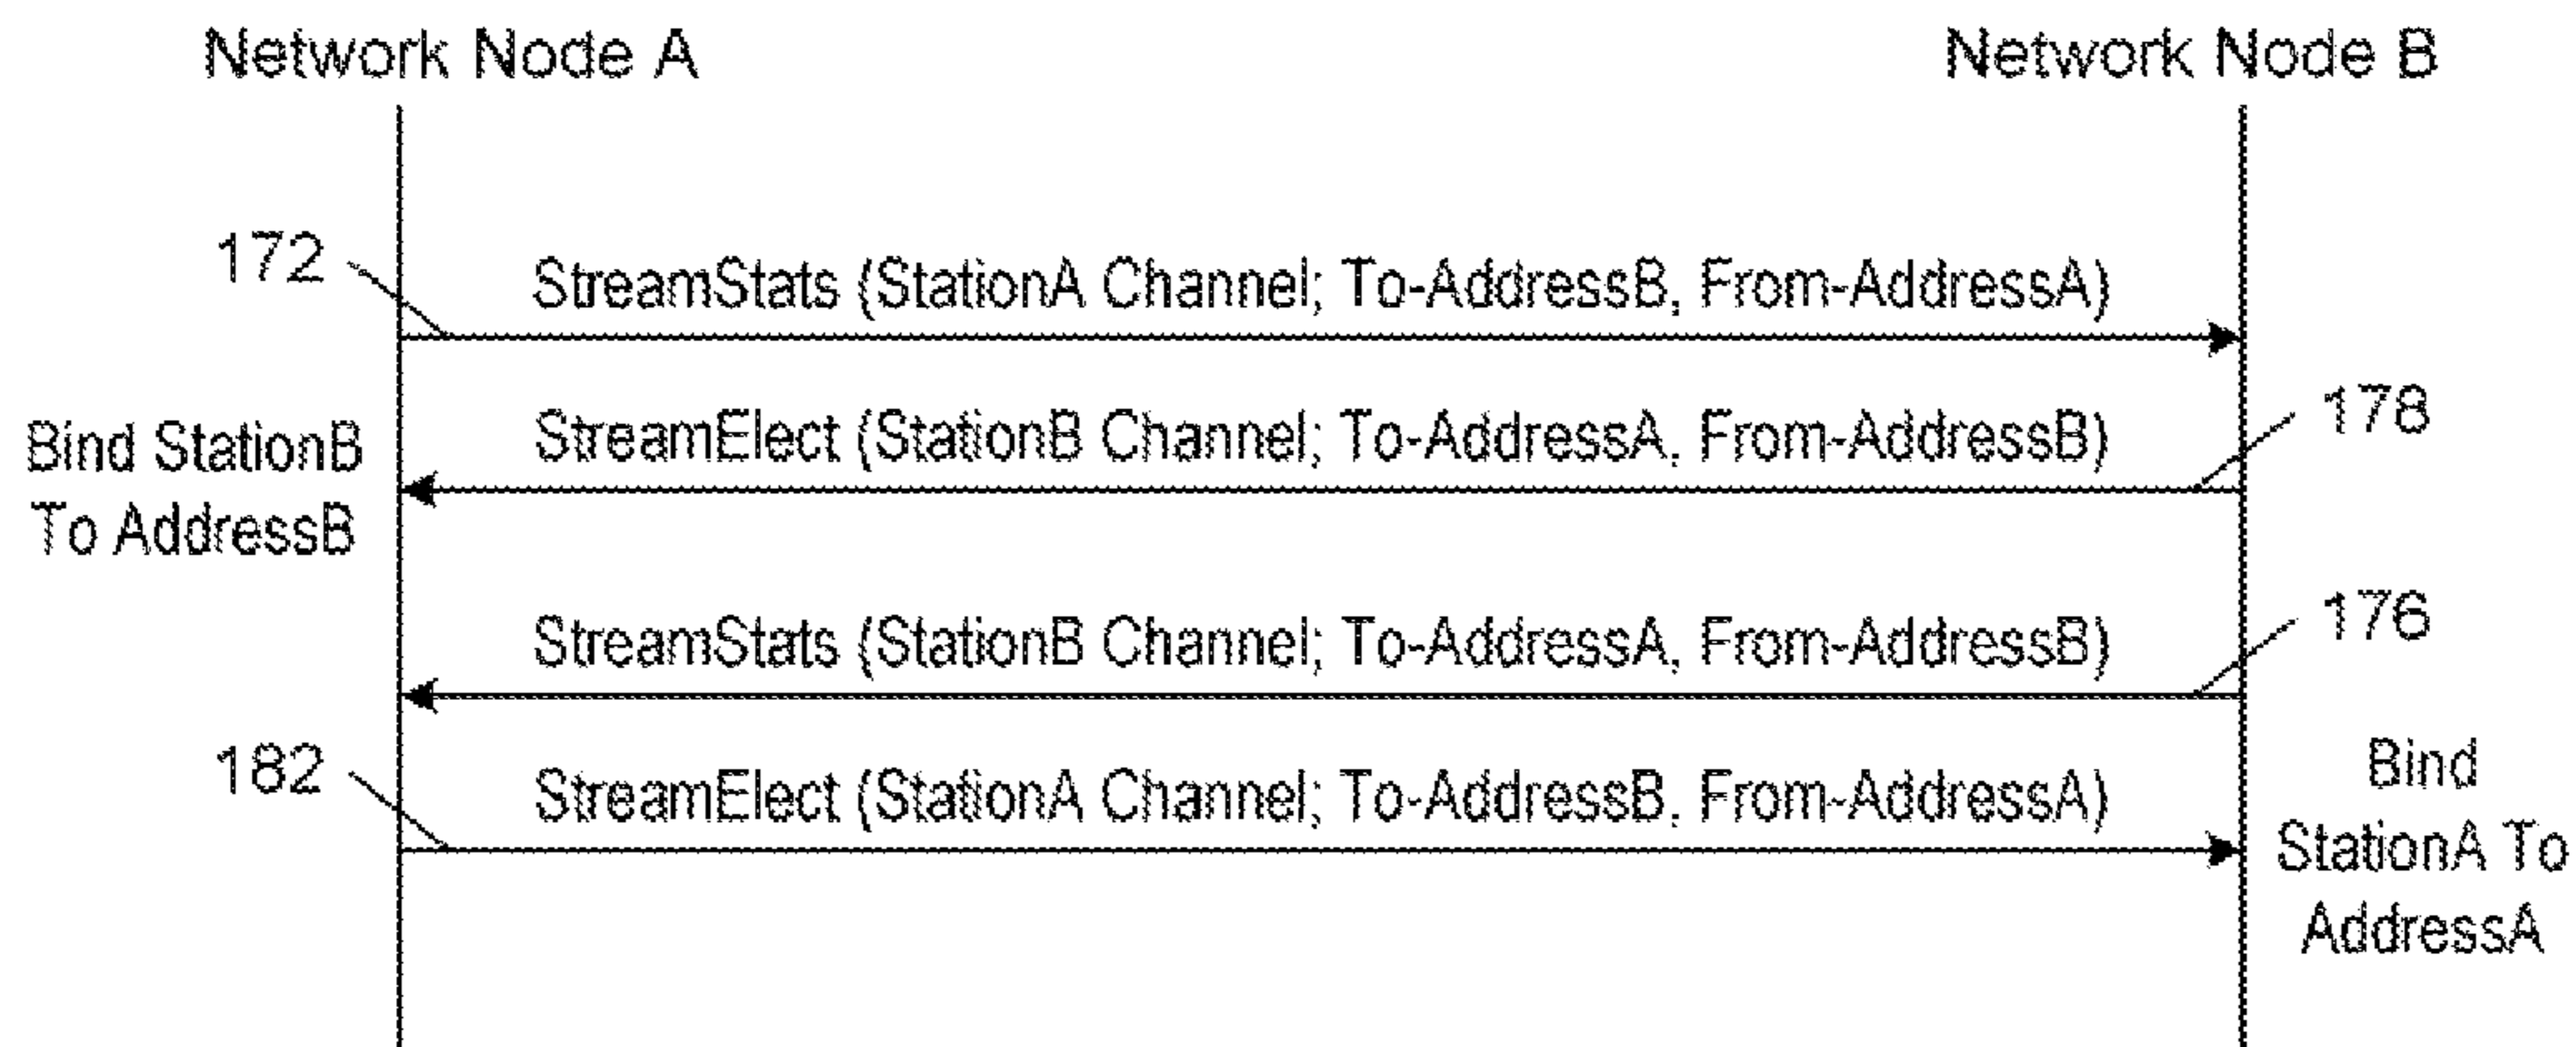 Network Node A
Network Node B
172
StreamStats (StationA Channel; To-AddressB, From-AddressA)
178
StreamElect (StationB Channel; To-AddressA, From-AddressB)
Bind StationB
To AddressB
176
StreamStats (StationB Channel; To-AddressA, From-AddressB)
182
StreamElect (StationA Channel; To-AddressB, From-AddressA)
Bind
StationA To
AddressA